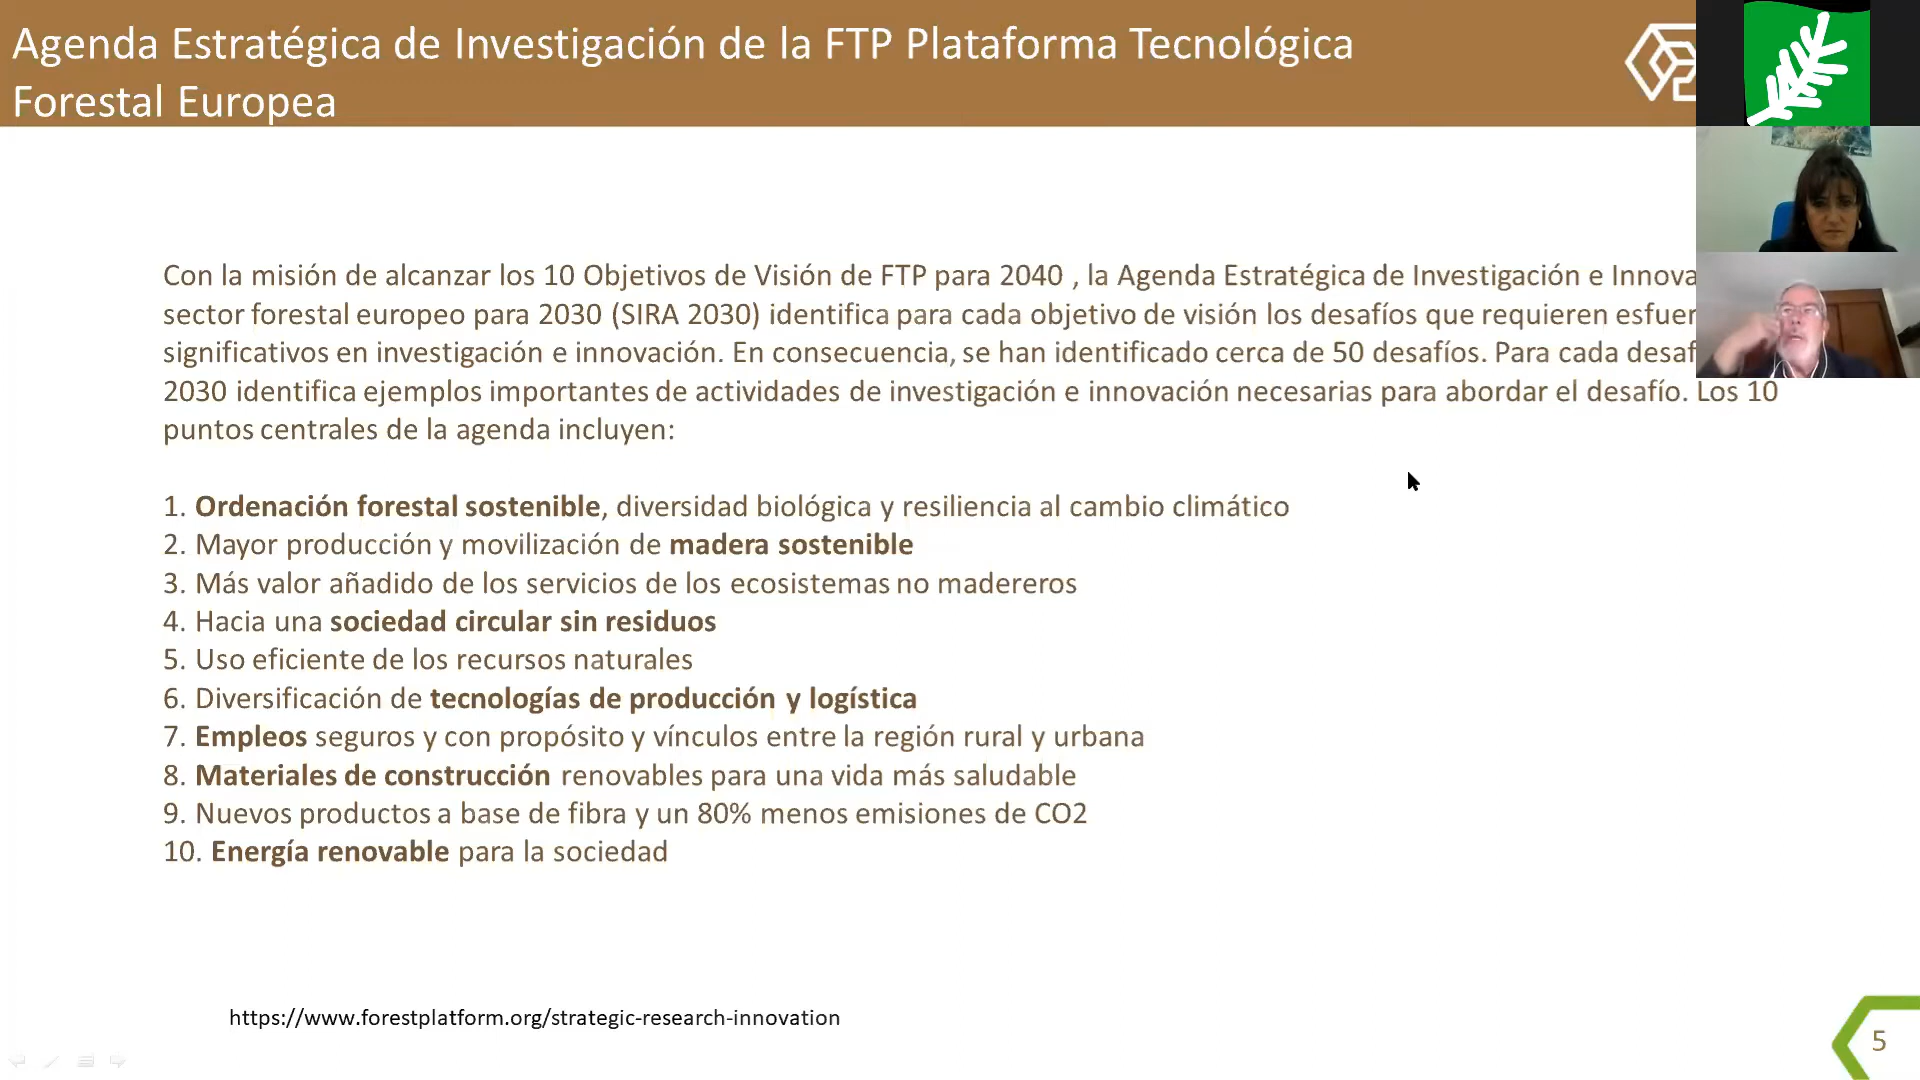 Agenda Estratégica de Investigación de la FTP Plataforma Tecnológica
Forestal Europea
Con la misión de alcanzar los 10 Objetivos de Visión de FTP para 2040 , la Agenda Estratégica de Investigación e Innova
sector forestal europeo para 2030 (SIRA 2030) identifica para cada objetivo de visión los desafíos que requieren esfuer
significativos en investigación e innovación. En consecuencia, se han identificado cerca de 50 desafíos. Para cada desaf
2030 identifica ejemplos importantes de actividades de investigación e innovación necesarias para abordar el desafío. Los 10
puntos centrales de la agenda incluyen:
1. Ordenación forestal sostenible, diversidad biológica y resiliencia al cambio climático
2. Mayor producción y movilización de madera sostenible
3. Más valor añadido de los servicios de los ecosistemas no madereros
4. Hacia una sociedad circular sin residuos
5. Uso eficiente de los recursos naturales
6. Diversificación de tecnologías de producción y logística
7. Empleos seguros y con propósito y vínculos entre la región rural y urbana
8. Materiales de construcción renovables para una vida más saludable
9. Nuevos productos a base de fibra y un 80% menos emisiones de CO2
10. Energía renovable para la sociedad
https://www.forestplatform.org/strategic-research-innovation
5